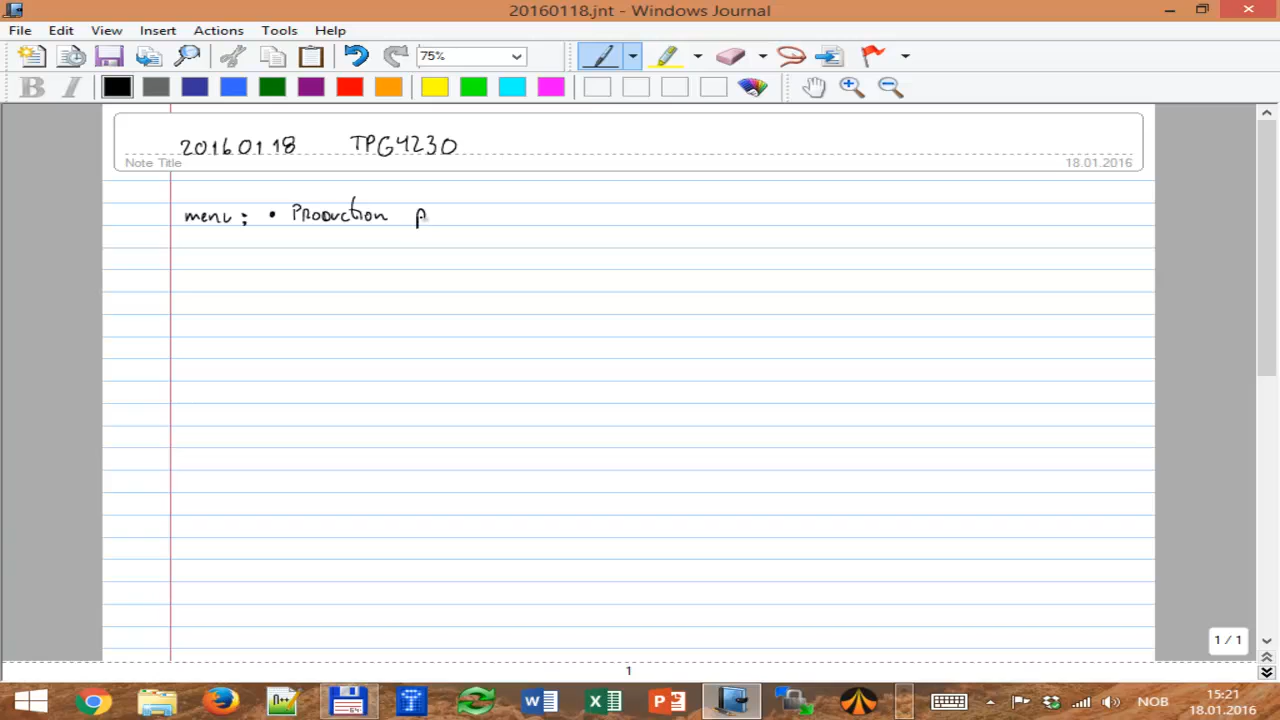 20160118.jnt - Windows Journal
File Edit View Insert Actions Tools Help
75%
B I
20160118 TPG4230
Note Title 18.01.2016
menu: • Production p
1 / 1
1
64
N++
T
W X P
NOB
15:21
18.01.2016